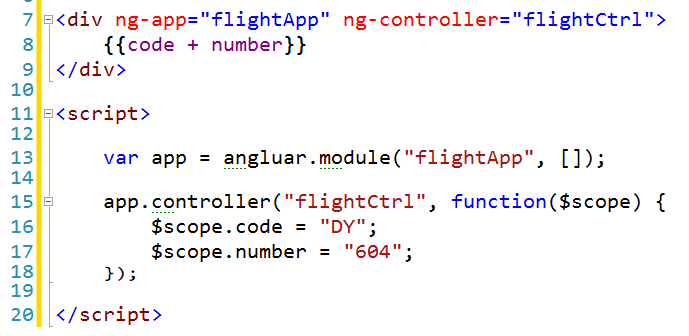 7 <div ng-app="flightApp" ng-controller="flightCtrl">
8 {{code + number}}
9 </div>
10
11 <script>
12
13 var app = angluar.module("flightApp", []);
14
15 app.controller("flightCtrl", function($scope) {
16 $scope.code = "DY";
17 $scope.number = "604";
18 });
19
20 </script>